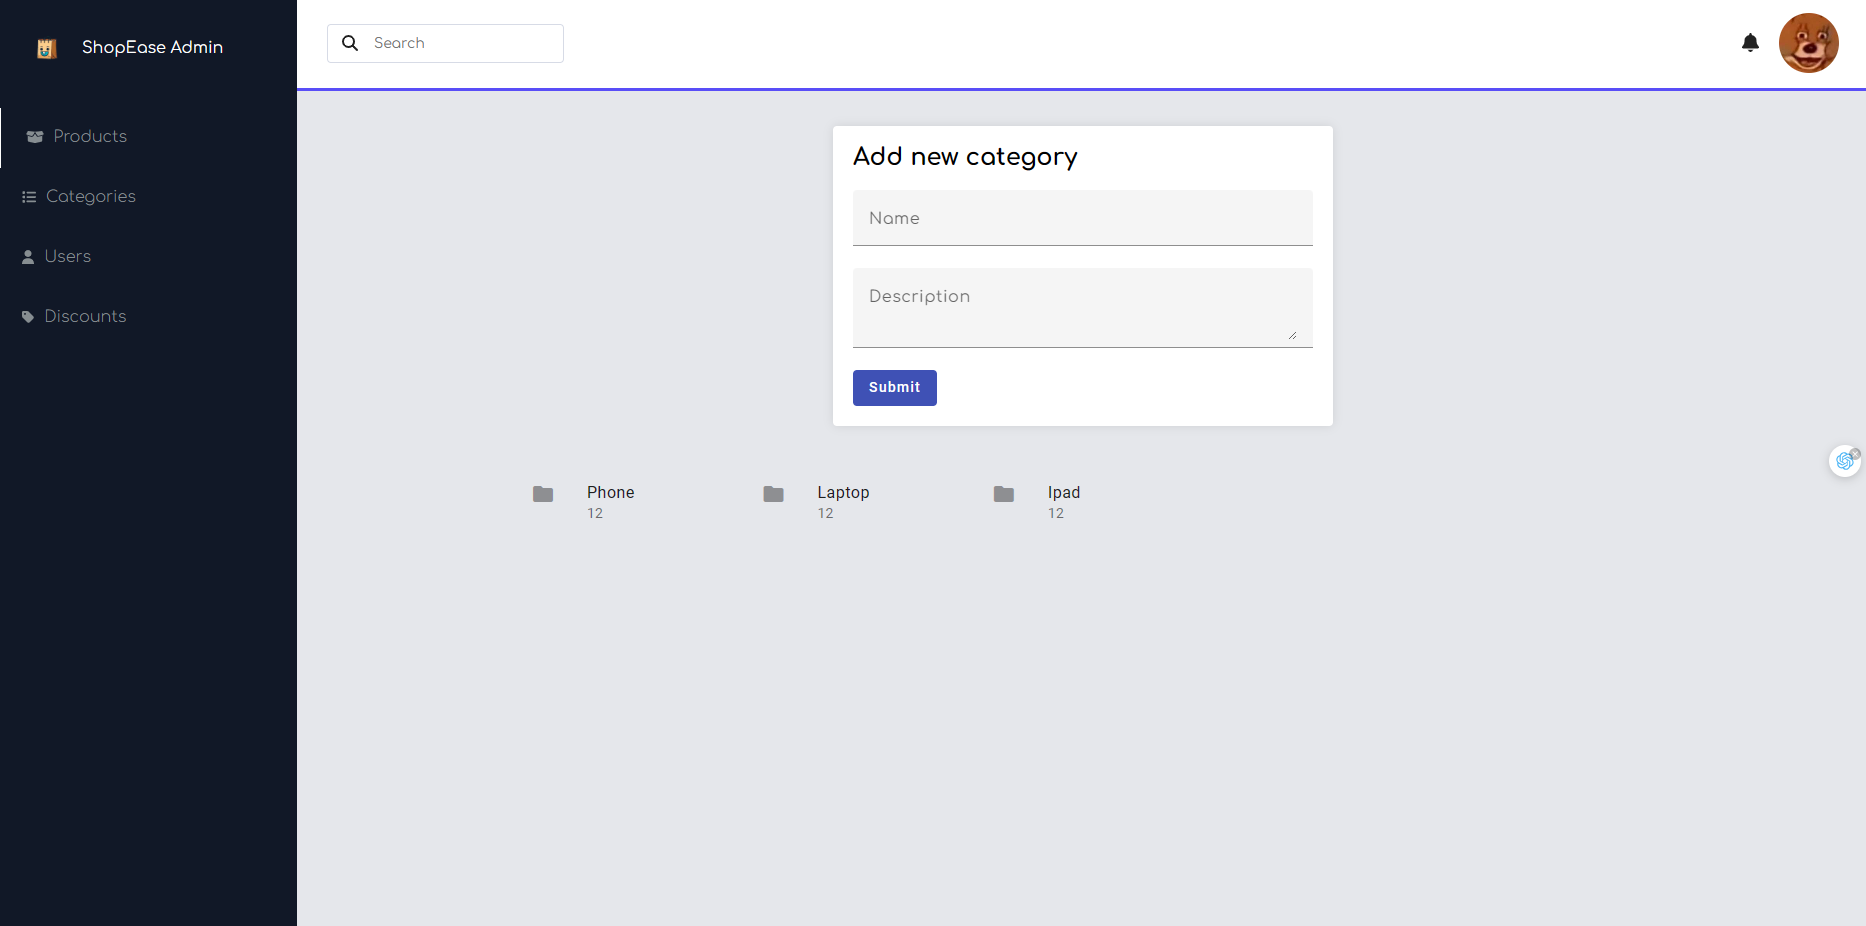 ShopEase Admin
Search
Products
Categories
Users
Discounts
Add new category
Name
Description
Submit
Phone
12
Laptop
12
Ipad
12